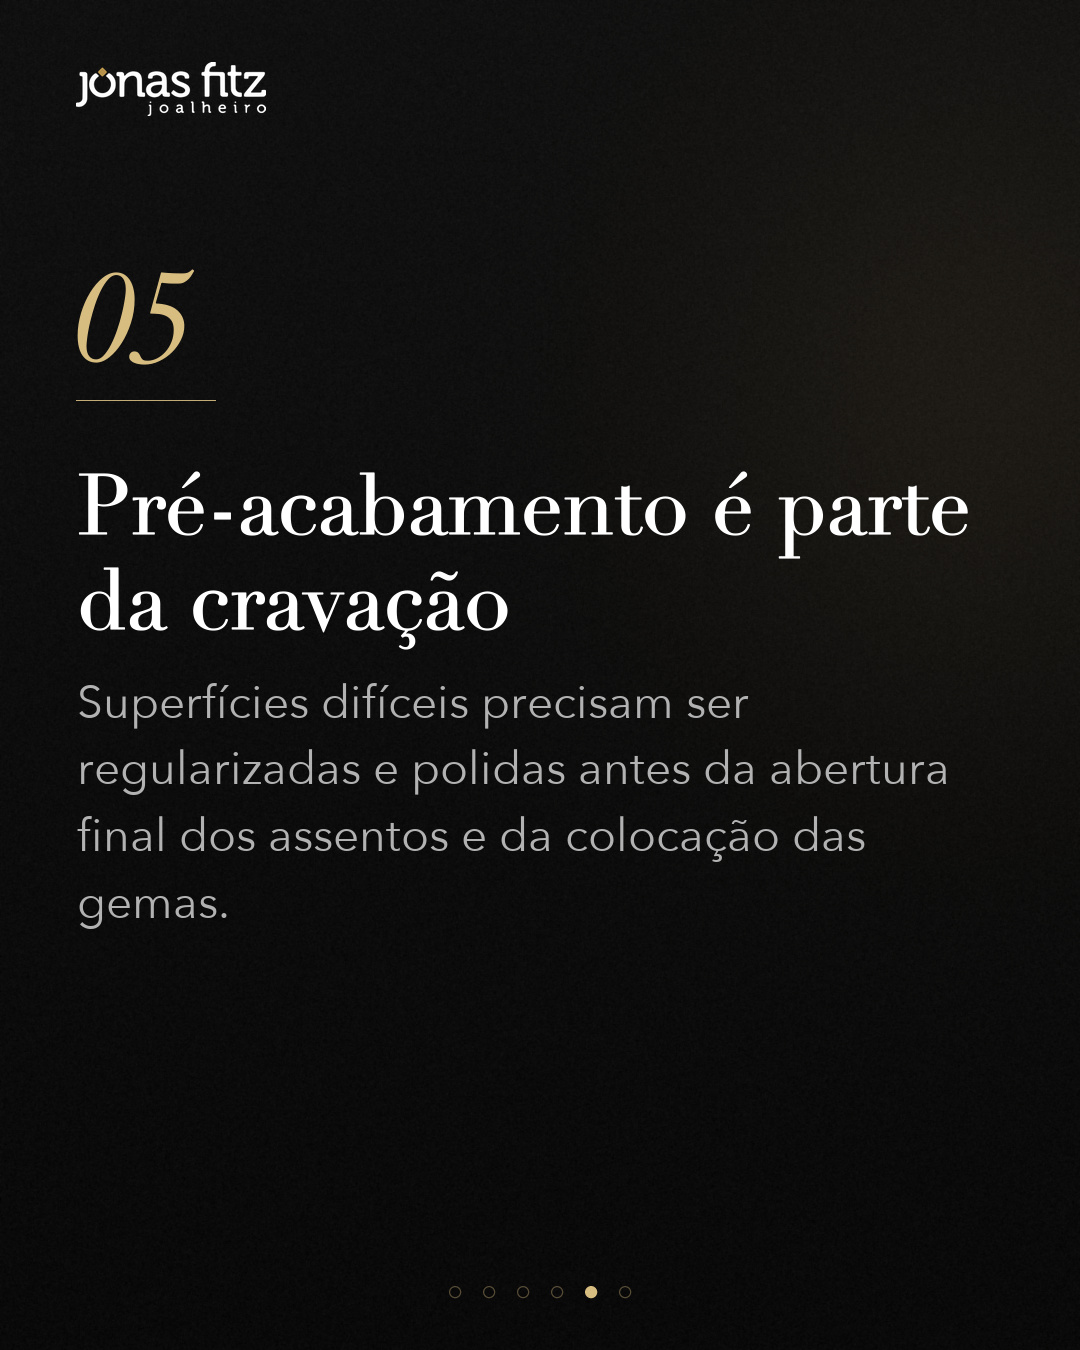 jonas fitz
joalheiro
05
Pré-acabamento é parte
da cravação
Superfícies difíceis precisam ser
regularizadas e polidas antes da abertura
final dos assentos e da colocação das
gemas.